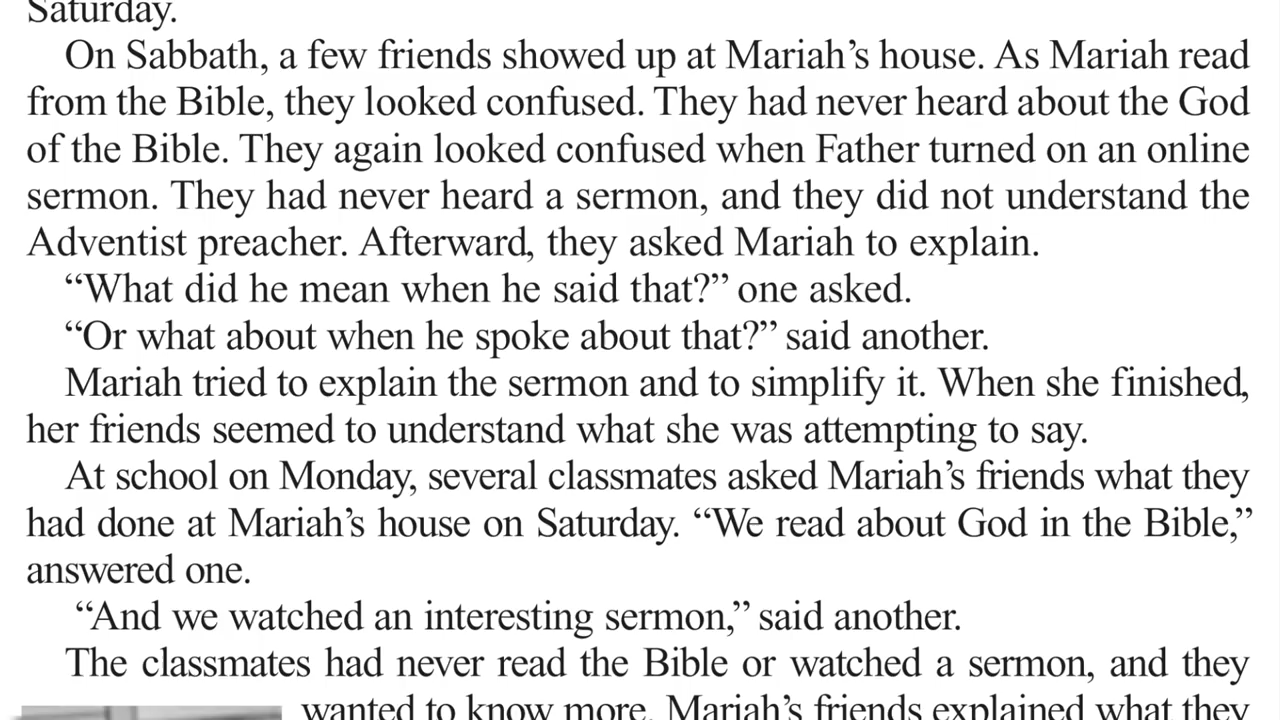 Saturday.
On Sabbath, a few friends showed up at Mariah’s house. As Mariah read
from the Bible, they looked confused. They had never heard about the God
of the Bible. They again looked confused when Father turned on an online
sermon. They had never heard a sermon, and they did not understand the
Adventist preacher. Afterward, they asked Mariah to explain.
“What did he mean when he said that?” one asked.
“Or what about when he spoke about that?” said another.
Mariah tried to explain the sermon and to simplify it. When she finished,
her friends seemed to understand what she was attempting to say.
At school on Monday, several classmates asked Mariah’s friends what they
had done at Mariah’s house on Saturday. “We read about God in the Bible,”
answered one.
“And we watched an interesting sermon,” said another.
The classmates had never read the Bible or watched a sermon, and they
wanted to know more. Mariah’s friends explained what they